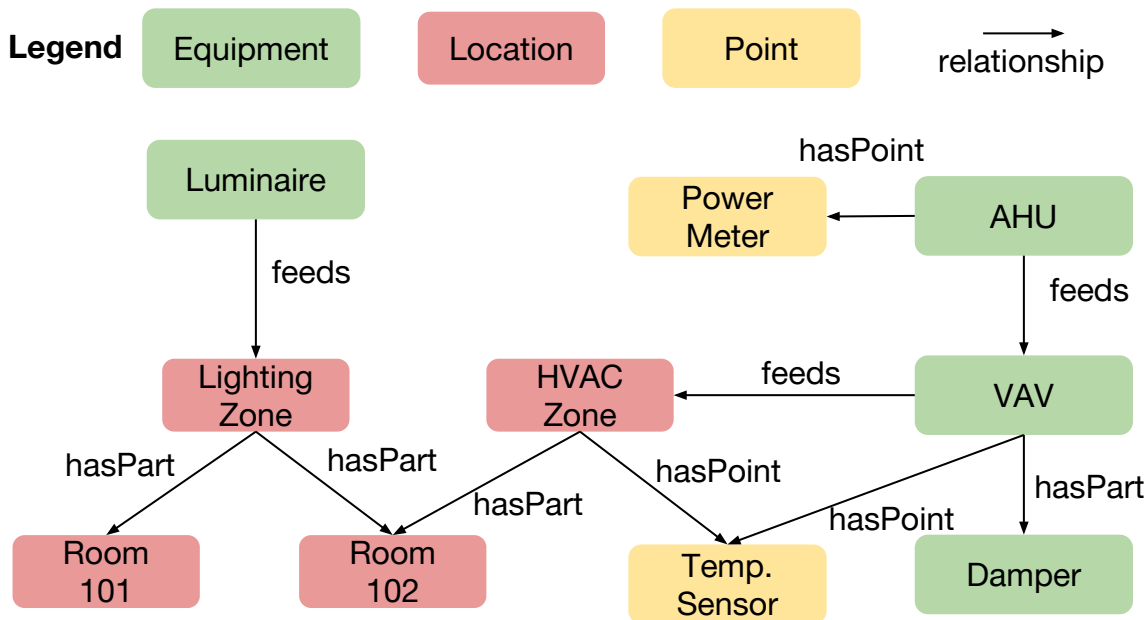 Legend
Equipment
Location
Point
relationship
hasPoint
Luminaire
Power
Meter
AHU
feeds
feeds
Lighting
Zone
HVAC
Zone
feeds
VAV
hasPart
hasPart
hasPart
hasPoint
hasPoint
hasPart
Room
101
Room
102
Temp.
Sensor
Damper